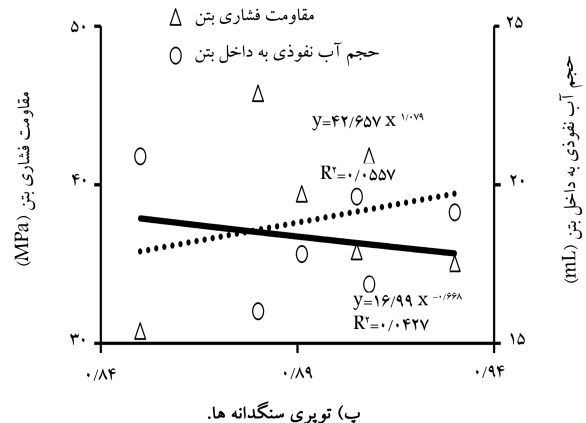 مقاومت فشاری بتن
حجم آب نفوذی به داخل بتن
۵۰
۴۰
۳۰
مقاومت فشاری بتن (MPa)
۲۵
۲۰
۱۵
حجم آب نفوذی به داخل بتن (mL)
y=۴۲/۶۵۷ x ۱/۰۷۹
R۲=۰/۰۵۵۷
y=۱۶/۹۹ x -۰/۶۶۸
R۲=۰/۰۴۲۷
۰/۸۴
۰/۸۹
۰/۹۴
پ) توپری سنگدانه ها.